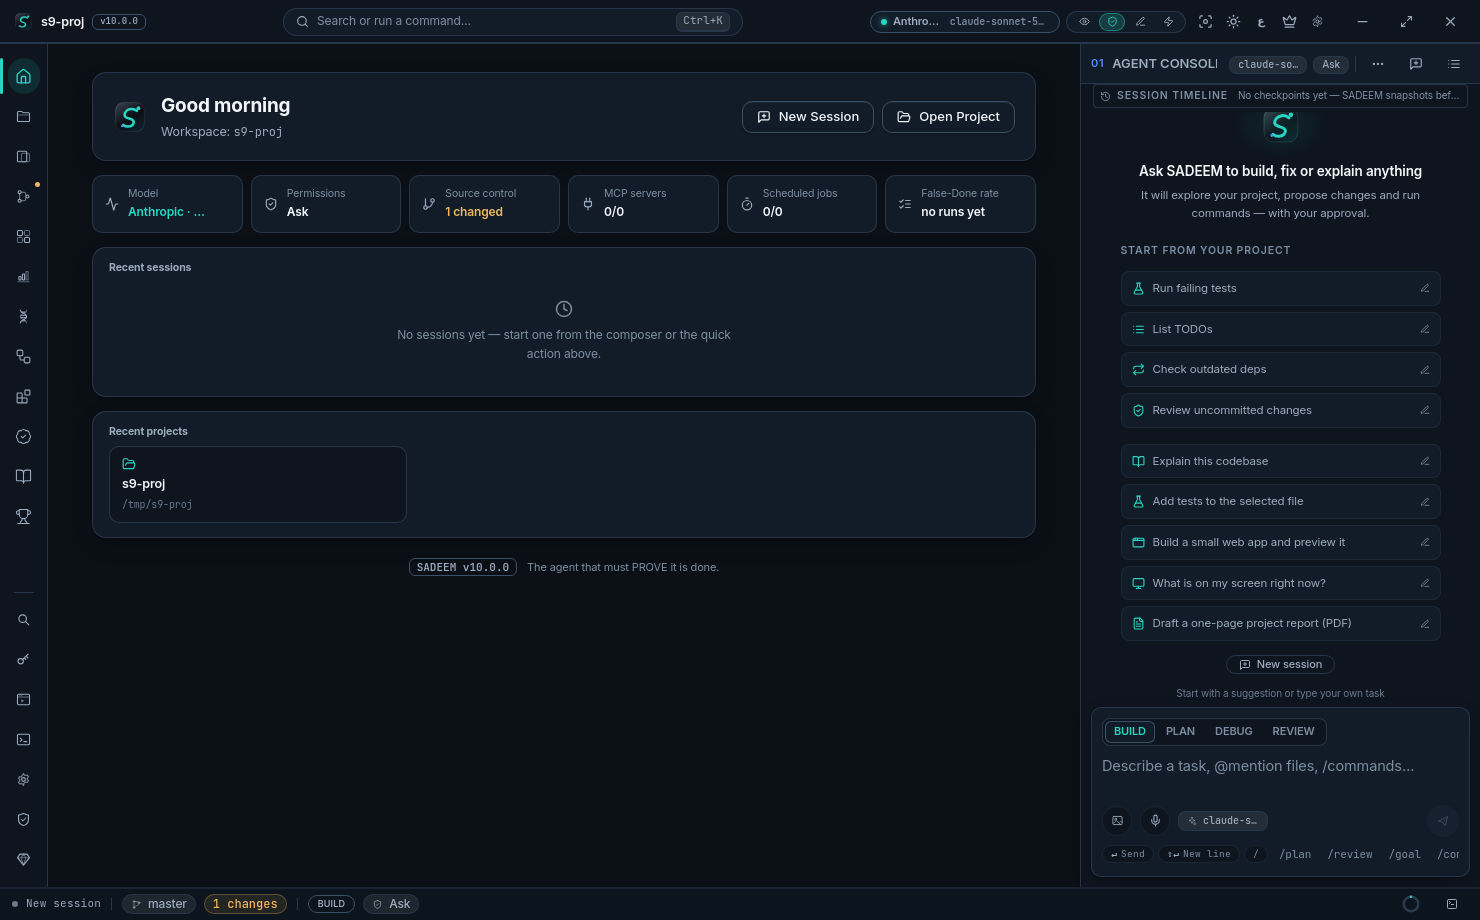 s9-proj v10.0.0
Search or run a command... Ctrl+K
Anthro... claude-sonnet-5...
ع
Good morning
Workspace: s9-proj
New Session
Open Project
Model
Anthropic · ...
Permissions
Ask
Source control
1 changed
MCP servers
0/0
Scheduled jobs
0/0
False-Done rate
no runs yet
Recent sessions
No sessions yet — start one from the composer or the quick
action above.
Recent projects
s9-proj
/tmp/s9-proj
SADEEM v10.0.0 The agent that must PROVE it is done.
01 AGENT CONSOL claude-so... Ask
SESSION TIMELINE No checkpoints yet — SADEEM snapshots bef...
Ask SADEEM to build, fix or explain anything
It will explore your project, propose changes and run
commands — with your approval.
START FROM YOUR PROJECT
Run failing tests
List TODOs
Check outdated deps
Review uncommitted changes
Explain this codebase
Add tests to the selected file
Build a small web app and preview it
What is on my screen right now?
Draft a one-page project report (PDF)
New session
Start with a suggestion or type your own task
BUILD PLAN DEBUG REVIEW
Describe a task, @mention files, /commands...
claude-s...
↵ Send ⇧↵ New line / /plan /review /goal /con
New session master 1 changes BUILD Ask